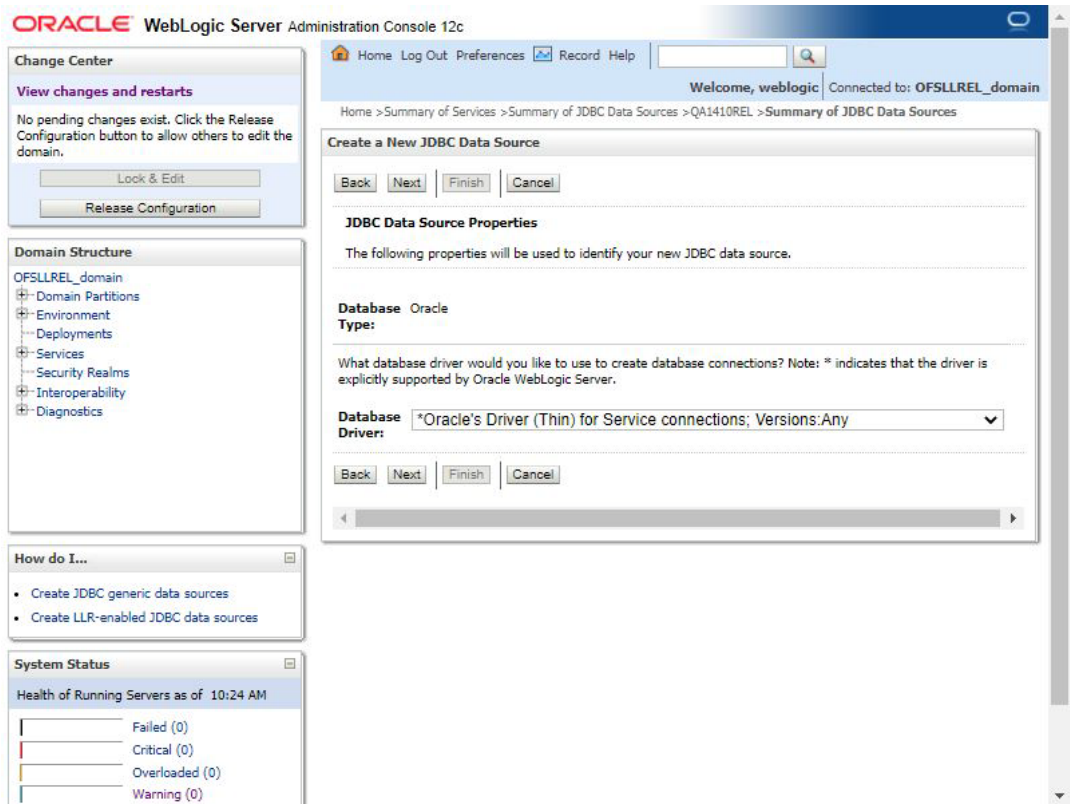 ORACLE WebLogic Server Administration Console 12c
Change Center
View changes and restarts
No pending changes exist. Click the Release
Configuration button to allow others to edit the
domain.
Lock & Edit
Release Configuration
Domain Structure
OFSLLREL_domain
Domain Partitions
Environment
Deployments
Services
Security Realms
Interoperability
Diagnostics
How do I...
Create JDBC generic data sources
Create LLR-enabled JDBC data sources
System Status
Health of Running Servers as of 10:24 AM
Failed (0)
Critical (0)
Overloaded (0)
Warning (0)
Home Log Out Preferences Record Help
Welcome, weblogic Connected to: OFSLLREL_domain
Home >Summary of Services >Summary of JDBC Data Sources >QA1410REL >Summary of JDBC Data Sources
Create a New JDBC Data Source
Back Next Finish Cancel
JDBC Data Source Properties
The following properties will be used to identify your new JDBC data source.
Database Oracle
Type:
What database driver would you like to use to create database connections? Note: * indicates that the driver is
explicitly supported by Oracle WebLogic Server.
Database *Oracle's Driver (Thin) for Service connections; Versions:Any
Driver:
Back Next Finish Cancel